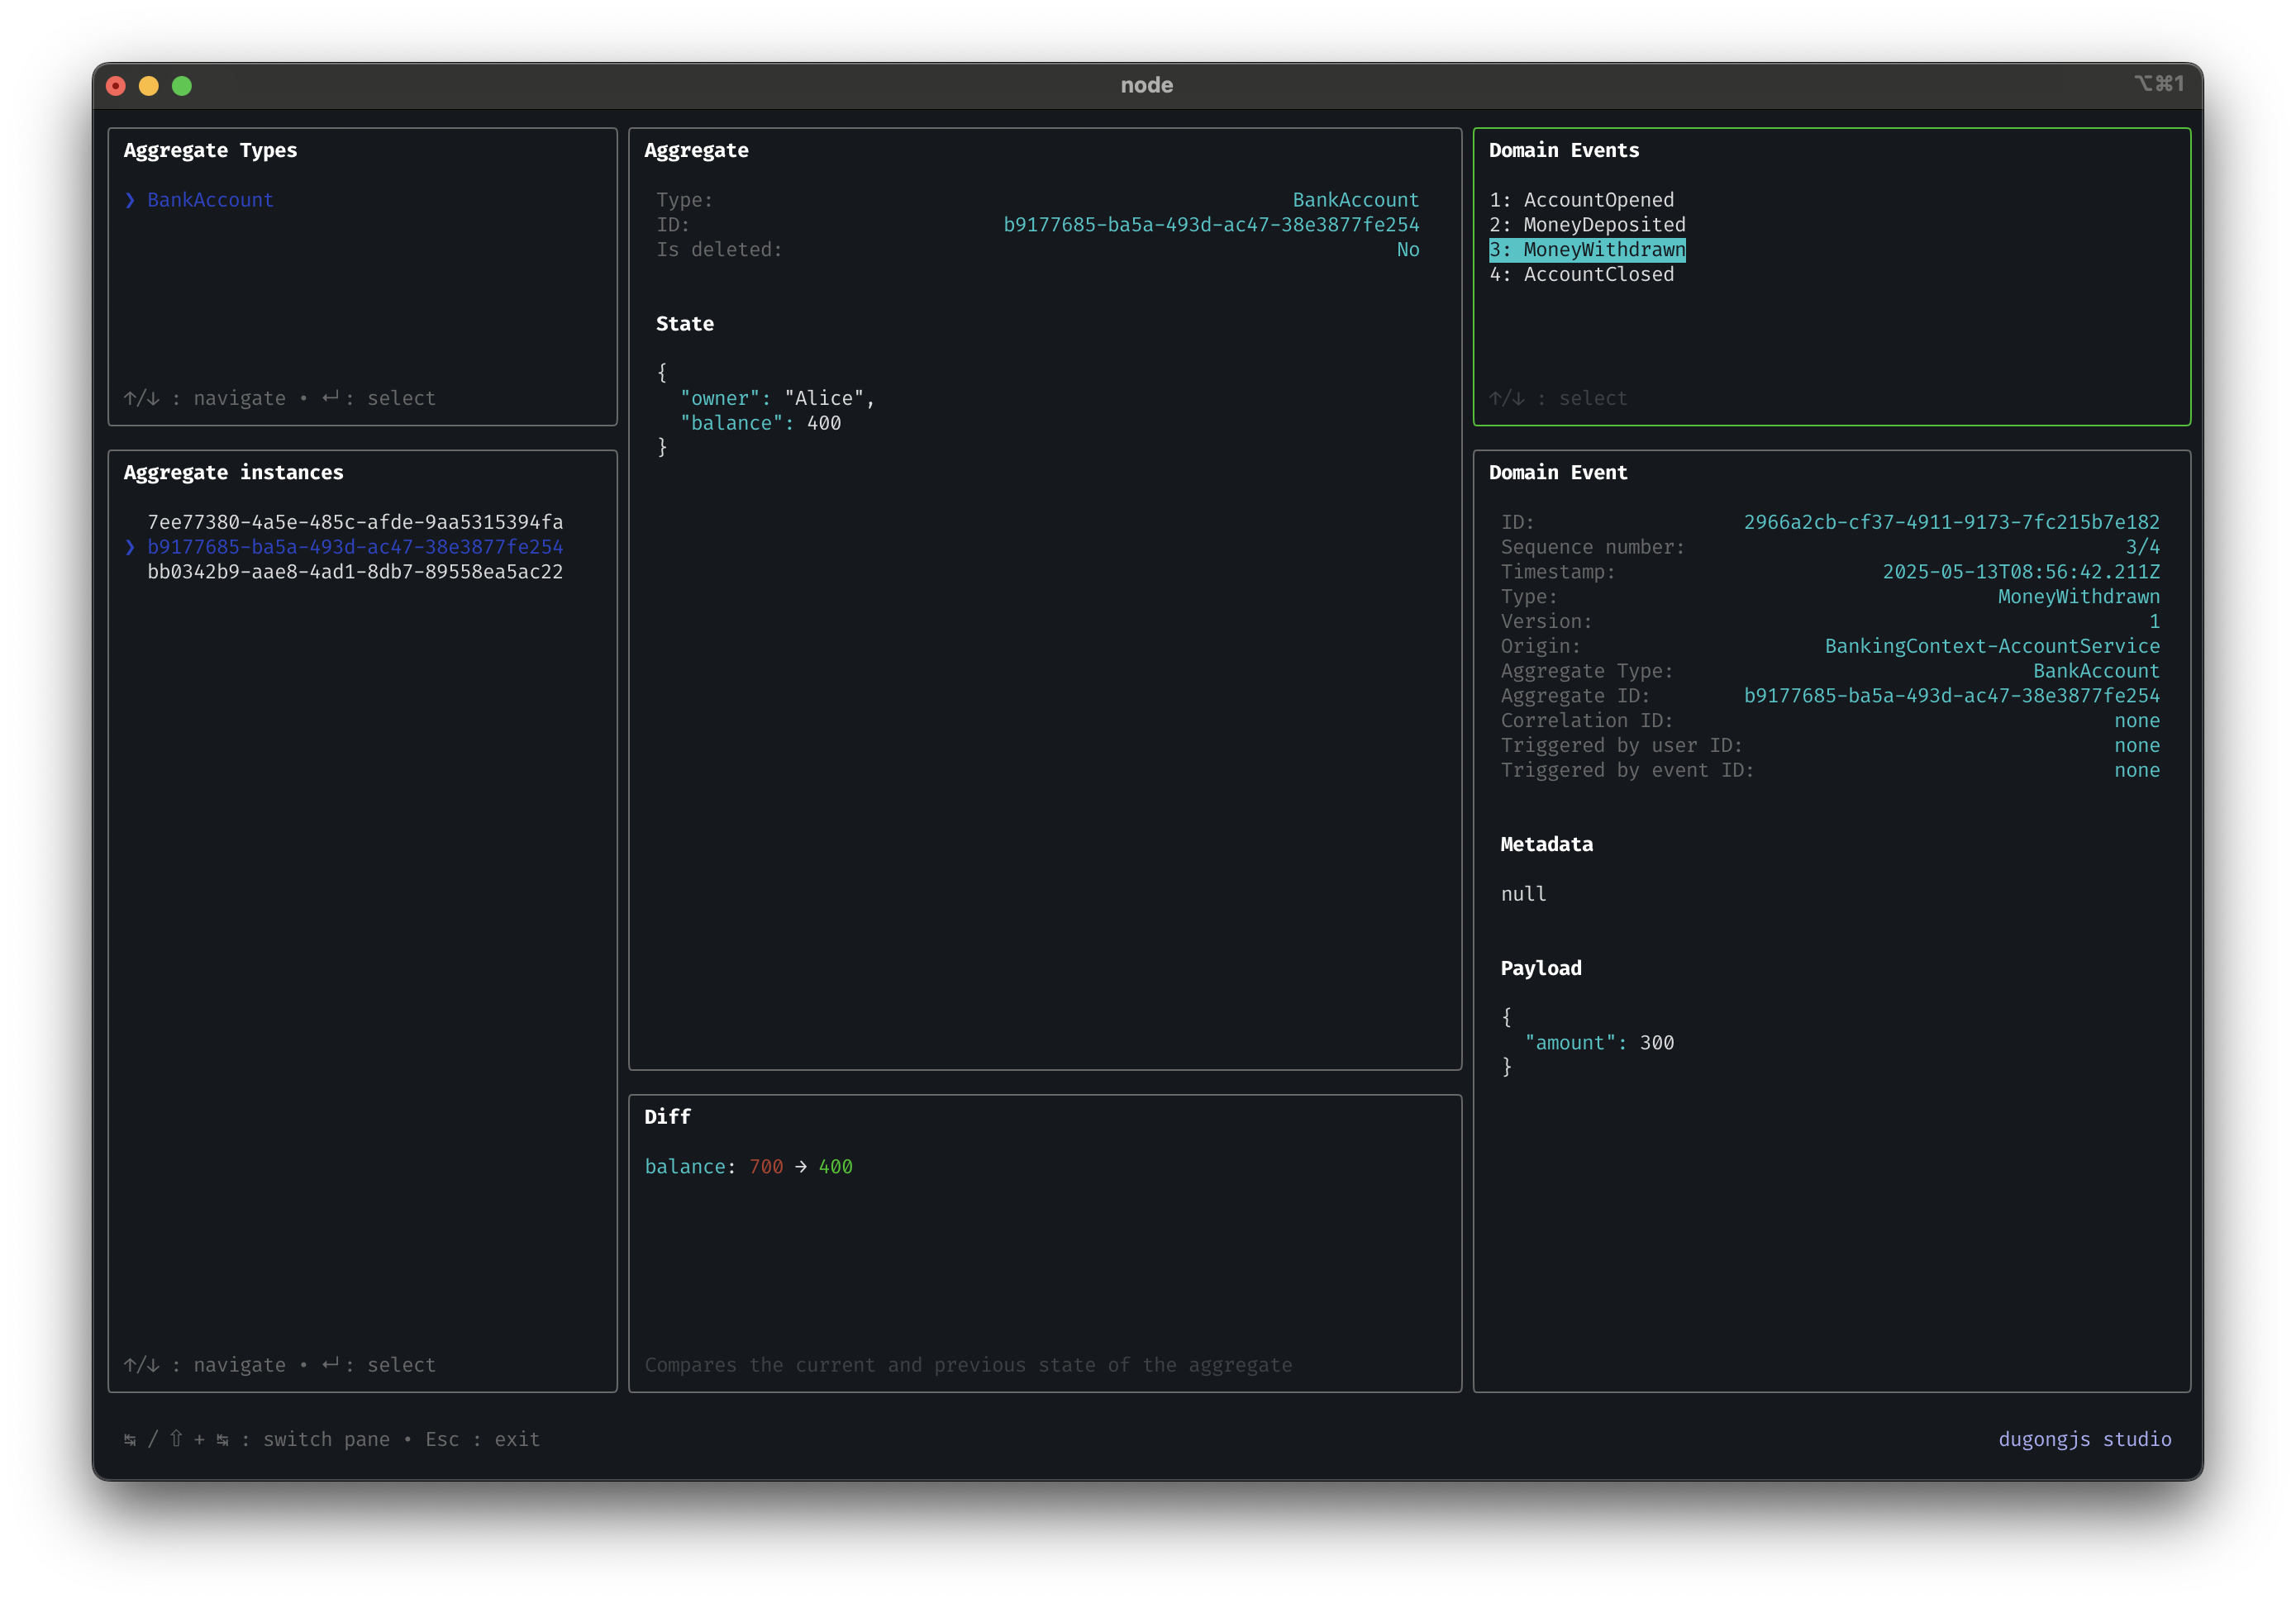 node
⌥⌘1
Aggregate Types
❯ BankAccount
↑/↓ : navigate • ↵ : select
Aggregate instances
7ee77380-4a5e-485c-afde-9aa5315394fa
❯ b9177685-ba5a-493d-ac47-38e3877fe254
bb0342b9-aae8-4ad1-8db7-89558ea5ac22
↑/↓ : navigate • ↵ : select
Aggregate
Type: BankAccount
ID: b9177685-ba5a-493d-ac47-38e3877fe254
Is deleted: No
State
{
"owner": "Alice",
"balance": 400
}
Diff
balance: 700 → 400
Compares the current and previous state of the aggregate
Domain Events
1: AccountOpened
2: MoneyDeposited
3: MoneyWithdrawn
4: AccountClosed
↑/↓ : select
Domain Event
ID: 2966a2cb-cf37-4911-9173-7fc215b7e182
Sequence number: 3/4
Timestamp: 2025-05-13T08:56:42.211Z
Type: MoneyWithdrawn
Version: 1
Origin: BankingContext-AccountService
Aggregate Type: BankAccount
Aggregate ID: b9177685-ba5a-493d-ac47-38e3877fe254
Correlation ID: none
Triggered by user ID: none
Triggered by event ID: none
Metadata
null
Payload
{
"amount": 300
}
↹ / ⇧ + ↹ : switch pane • Esc : exit
dugongjs studio